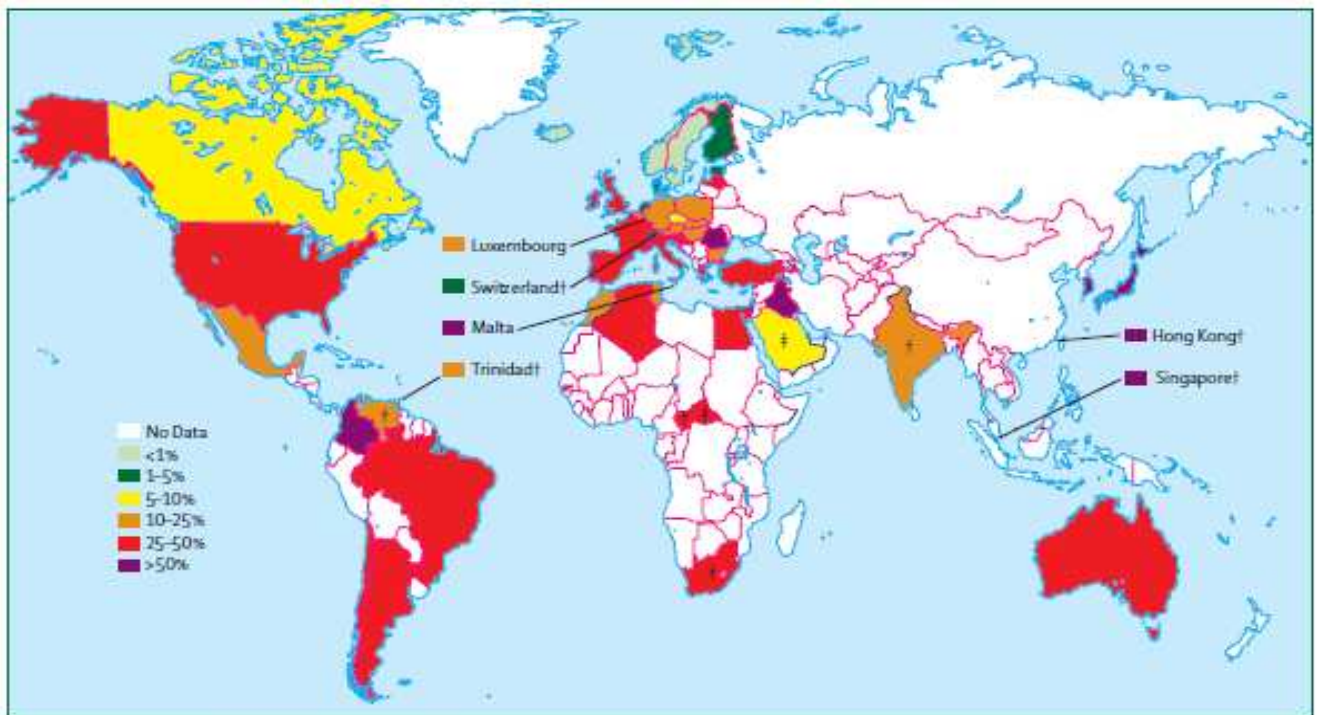 Luxembourg
Switzerland†
Malta
Trinidad†
Hong Kong†
Singapore†
‡
†
†
†
†
†
No Data
<1%
1–5%
5–10%
10–25%
25–50%
>50%